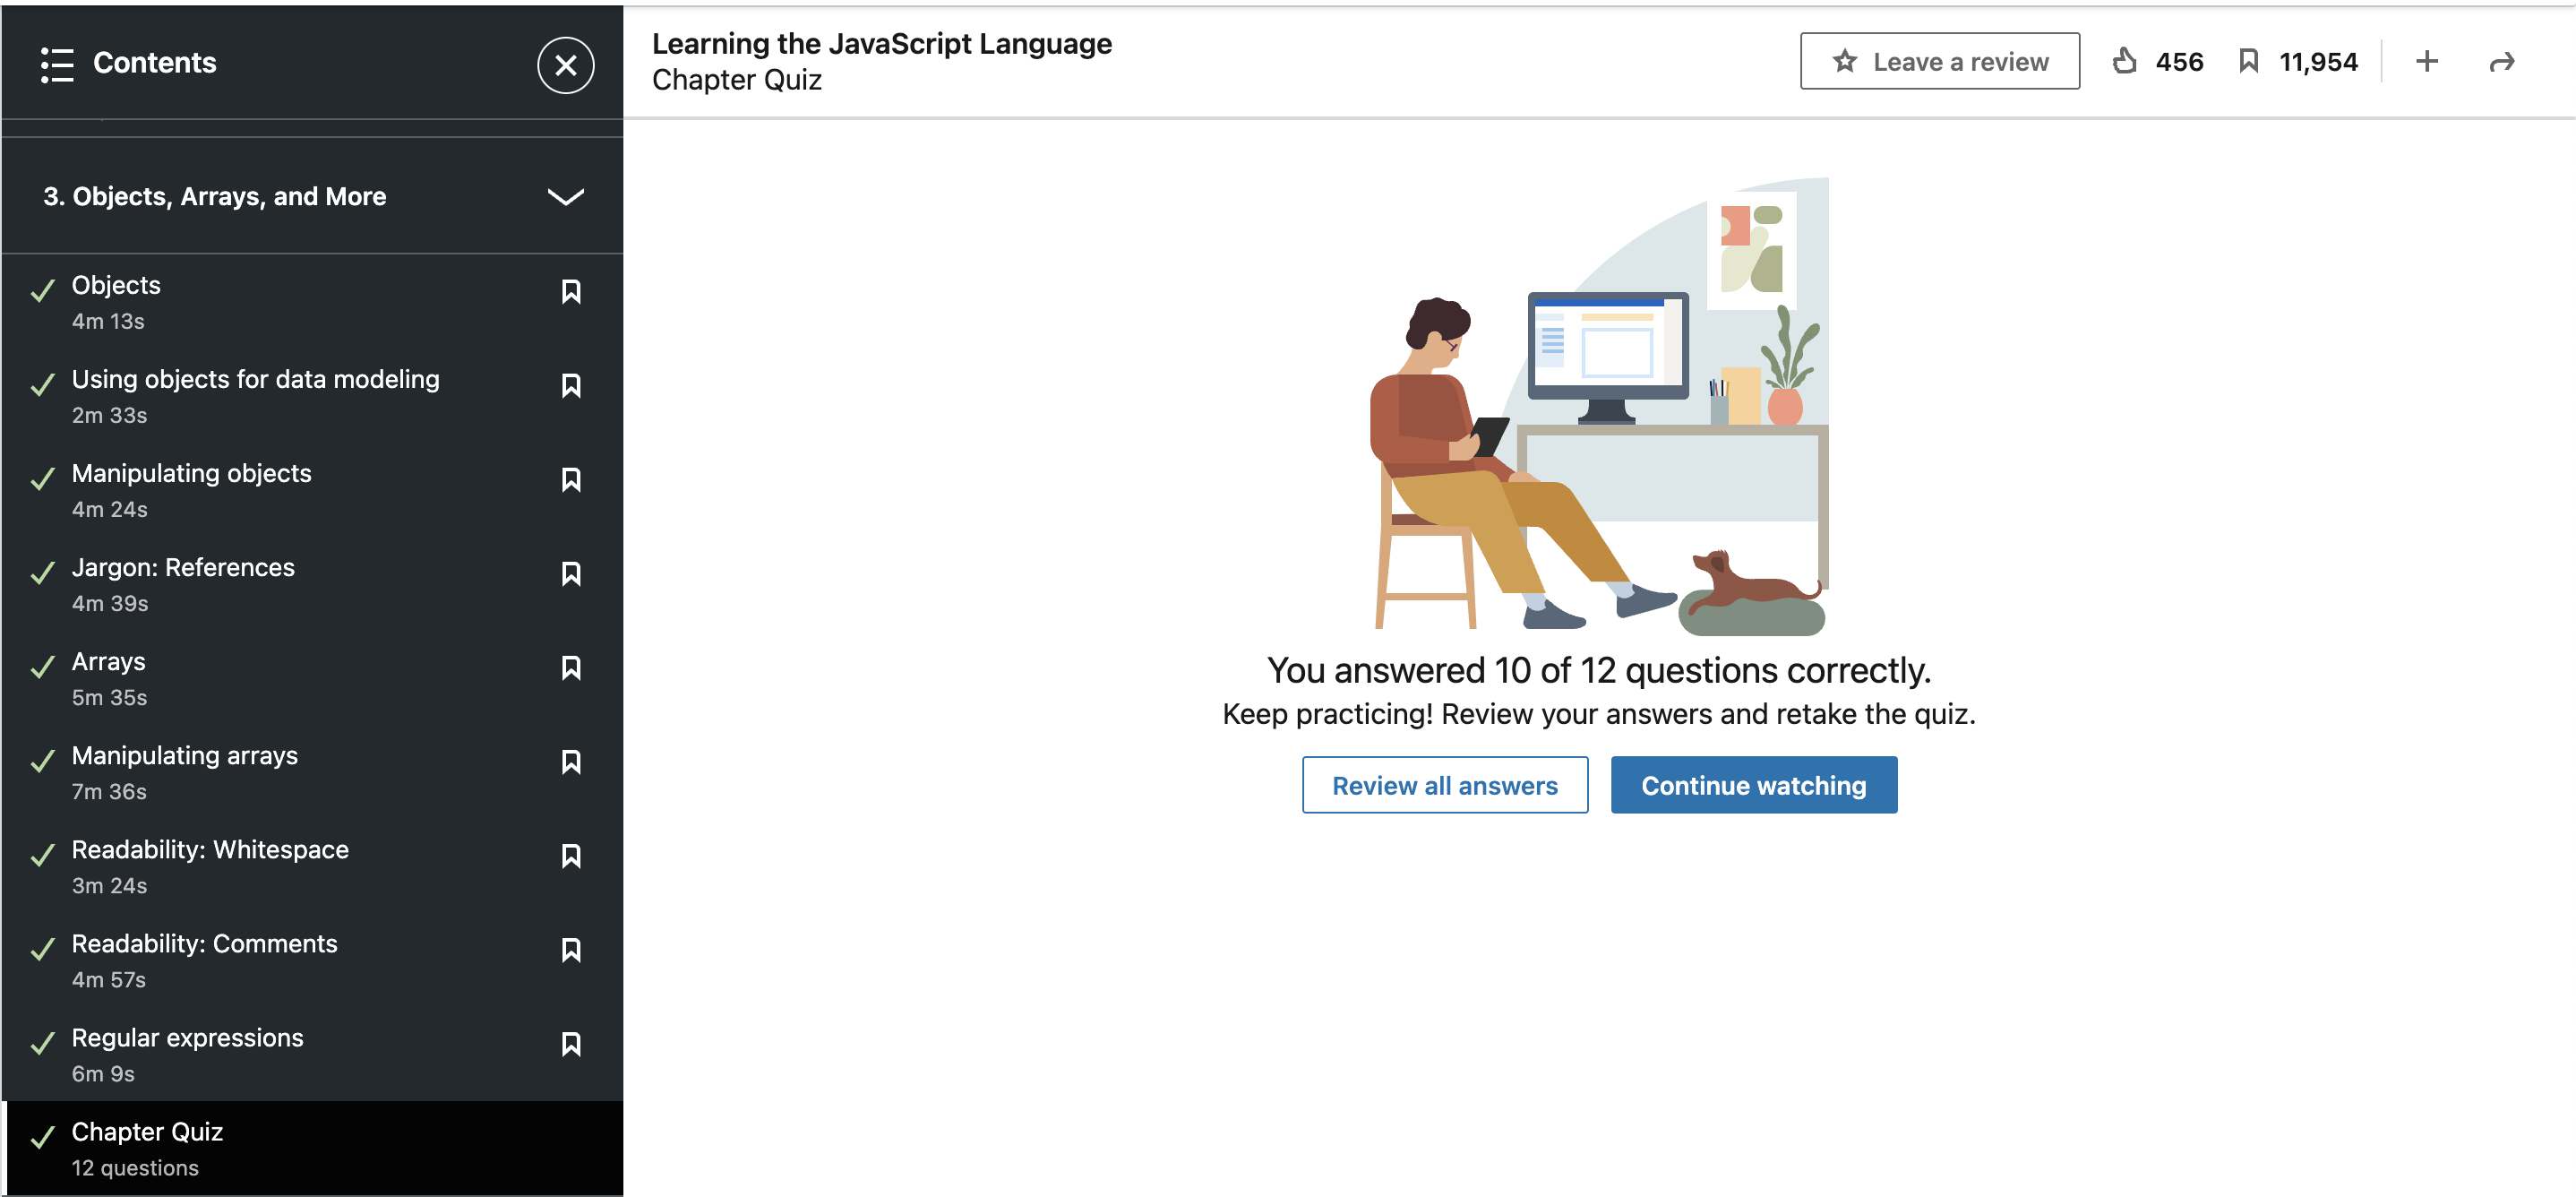 Contents
3. Objects, Arrays, and More
Objects
4m 13s
Using objects for data modeling
2m 33s
Manipulating objects
4m 24s
Jargon: References
4m 39s
Arrays
5m 35s
Manipulating arrays
7m 36s
Readability: Whitespace
3m 24s
Readability: Comments
4m 57s
Regular expressions
6m 9s
Chapter Quiz
12 questions
Learning the JavaScript Language
Chapter Quiz
Leave a review 456 11,954
You answered 10 of 12 questions correctly.
Keep practicing! Review your answers and retake the quiz.
Review all answers Continue watching